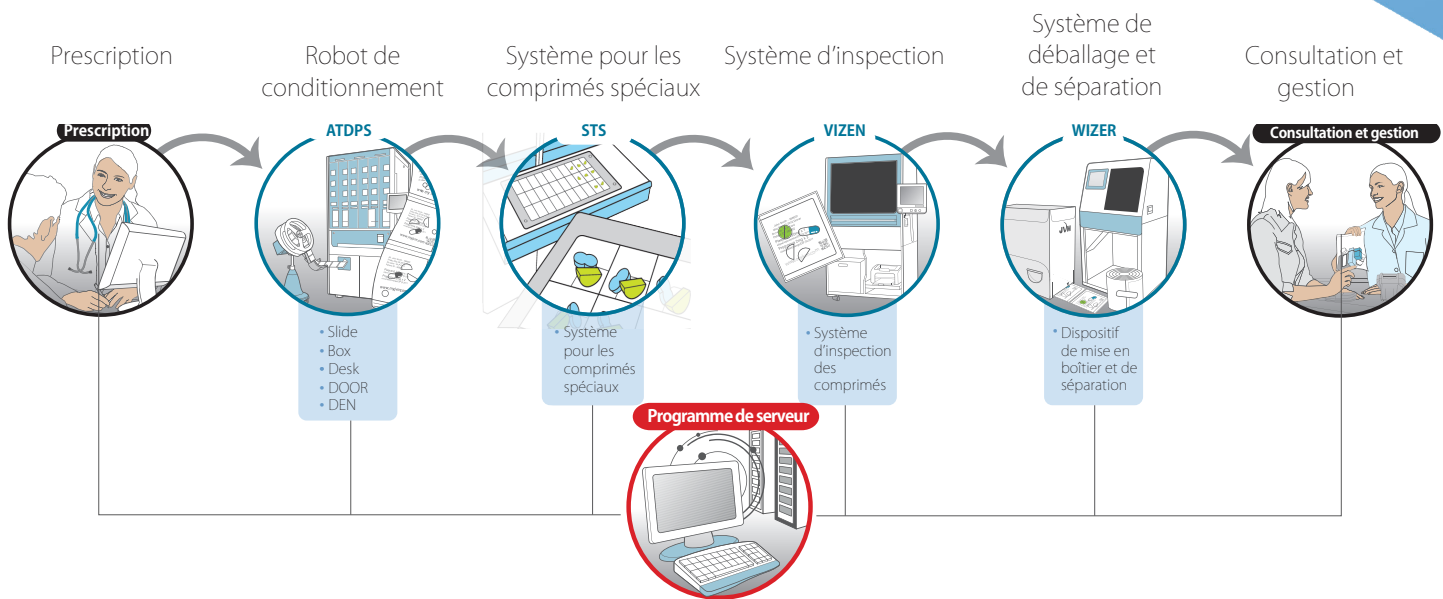 Prescription
Robot de
conditionnement
Système pour les
comprimés spéciaux
Système d'inspection
Système de
déballage et
de séparation
Consultation et
gestion
Prescription
ATDPS
STS
VIZEN
WIZER
Consultation et gestion
• Slide
• Box
• Desk
• DOOR
• DEN
• Système
pour les
comprimés
spéciaux
• Système
d'inspection
des
comprimés
• Dispositif
de mise en
boîtier et de
séparation
Programme de serveur